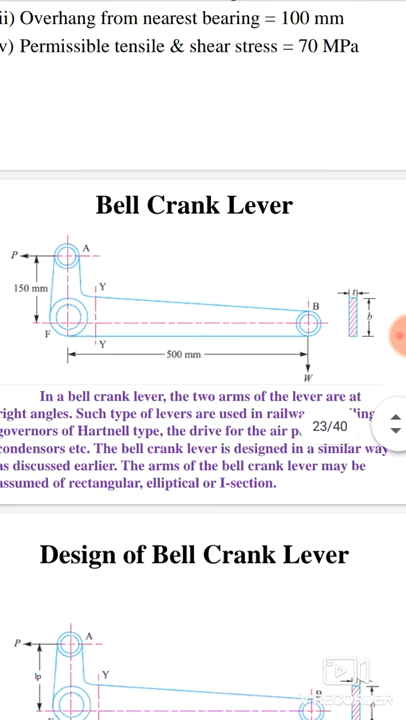 ii) Overhang from nearest bearing = 100 mm
v) Permissible tensile & shear stress = 70 MPa
Bell Crank Lever
P
A
150 mm
Y
B
t
b
F
Y
500 mm
W
In a bell crank lever, the two arms of the lever are at
right angles. Such type of levers are used in railwa
governors of Hartnell type, the drive for the air p
23/40
condensors etc. The bell crank lever is designed in a similar way
as discussed earlier. The arms of the bell crank lever may be
assumed of rectangular, elliptical or I-section.
Design of Bell Crank Lever
P
A
lp
Y
B
RECORDER